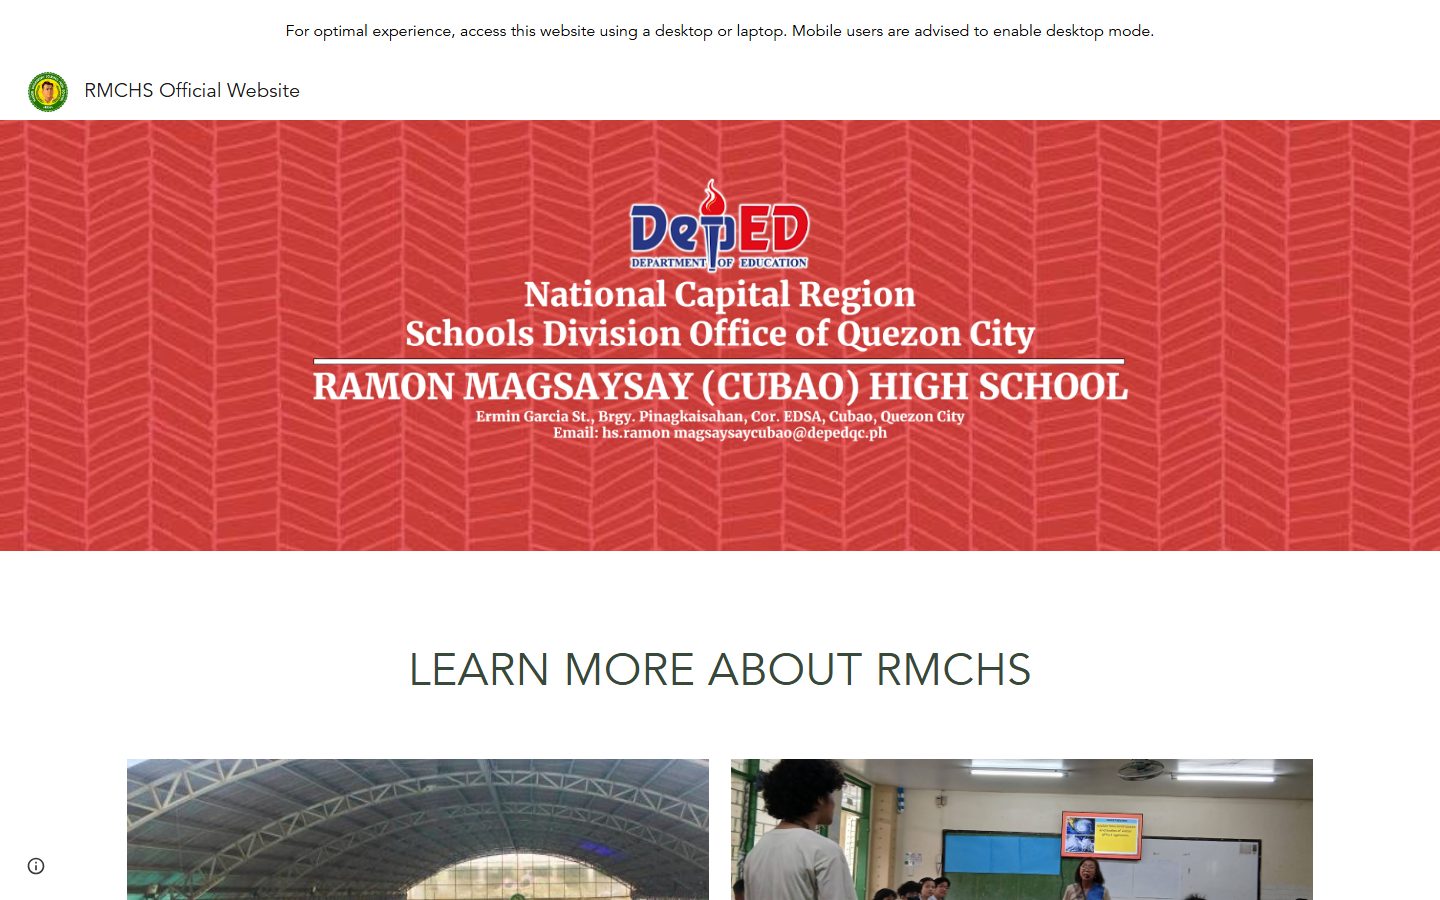 For optimal experience, access this website using a desktop or laptop. Mobile users are advised to enable desktop mode.
RMCHS Official Website
DepED
DEPARTMENT OF EDUCATION
National Capital Region
Schools Division Office of Quezon City
RAMON MAGSAYSAY (CUBAO) HIGH SCHOOL
Ermin Garcia St., Brgy. Pinagkaisahan, Cor. EDSA, Cubao, Quezon City
Email: hs.ramon magsaysaycubao@depedqc.ph
LEARN MORE ABOUT RMCHS